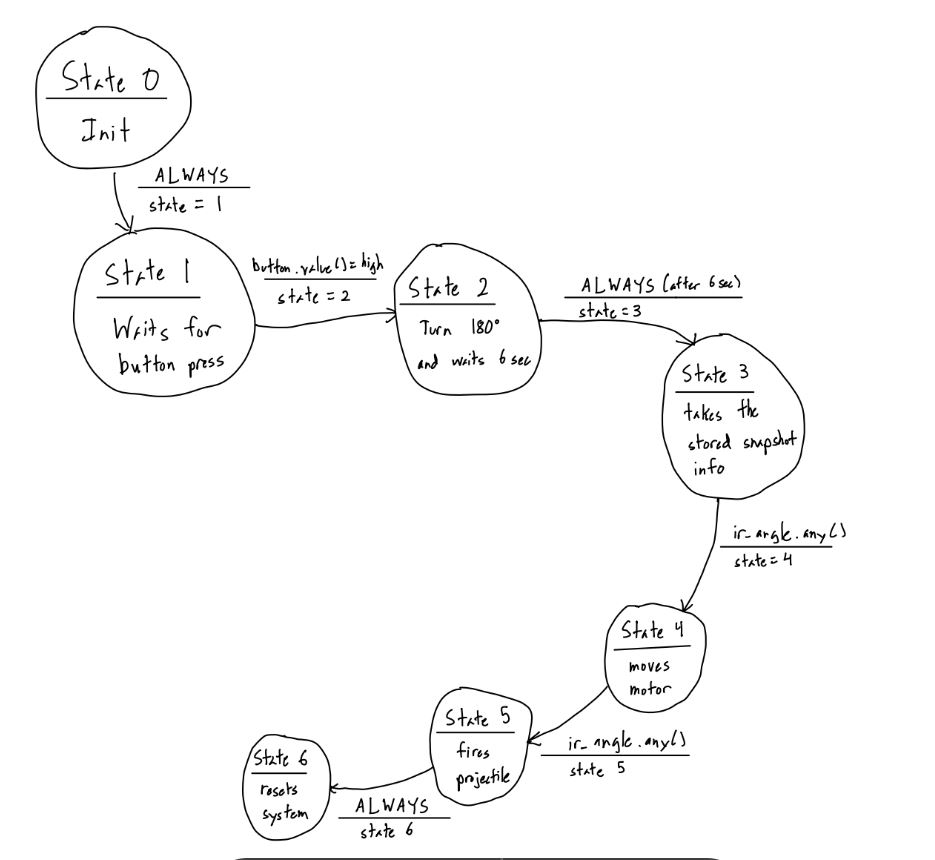 State 0
Init
ALWAYS
state = 1
State 1
Waits for
button press
button.value() = high
state = 2
State 2
Turn 180°
and waits 6 sec
ALWAYS (after 6 sec)
state = 3
State 3
takes the
stored snapshot
info
ir_angle.any()
state = 4
State 4
moves
motor
ir_angle.any()
state 5
State 5
fires
projectile
ALWAYS
state 6
State 6
resets
system